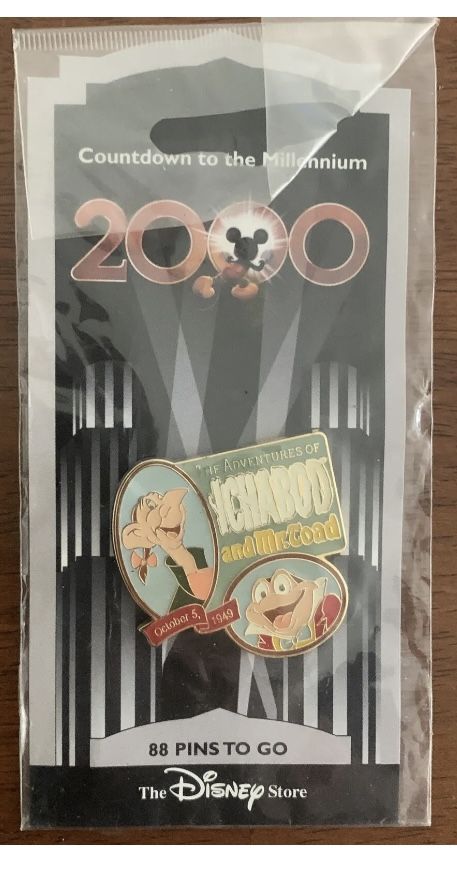 Countdown to the Millennium
2000
THE ADVENTURES OF
ICHABOD
and Mr. Toad
October 5, 1949
88 PINS TO GO
The Disney Store